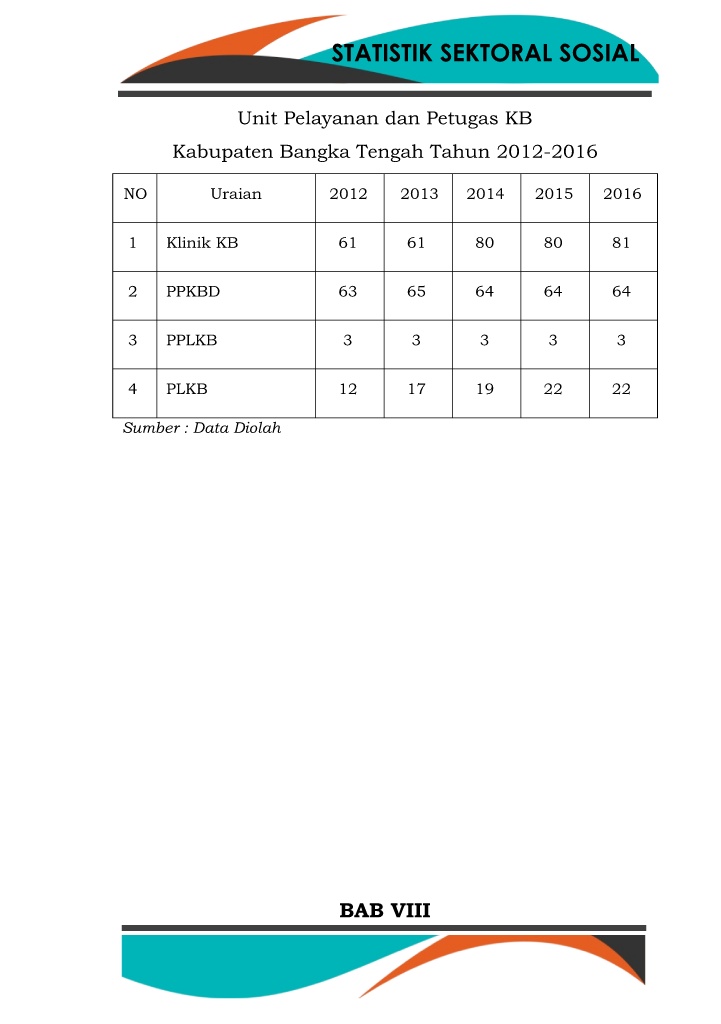 STATISTIK SEKTORAL SOSIAL
Unit Pelayanan dan Petugas KB
Kabupaten Bangka Tengah Tahun 2012-2016
NO Uraian 2012 2013 2014 2015 2016
1 Klinik KB 61 61 80 80 81
2 PPKBD 63 65 64 64 64
3 PPLKB 3 3 3 3 3
4 PLKB 12 17 19 22 22
Sumber : Data Diolah
BAB VIII